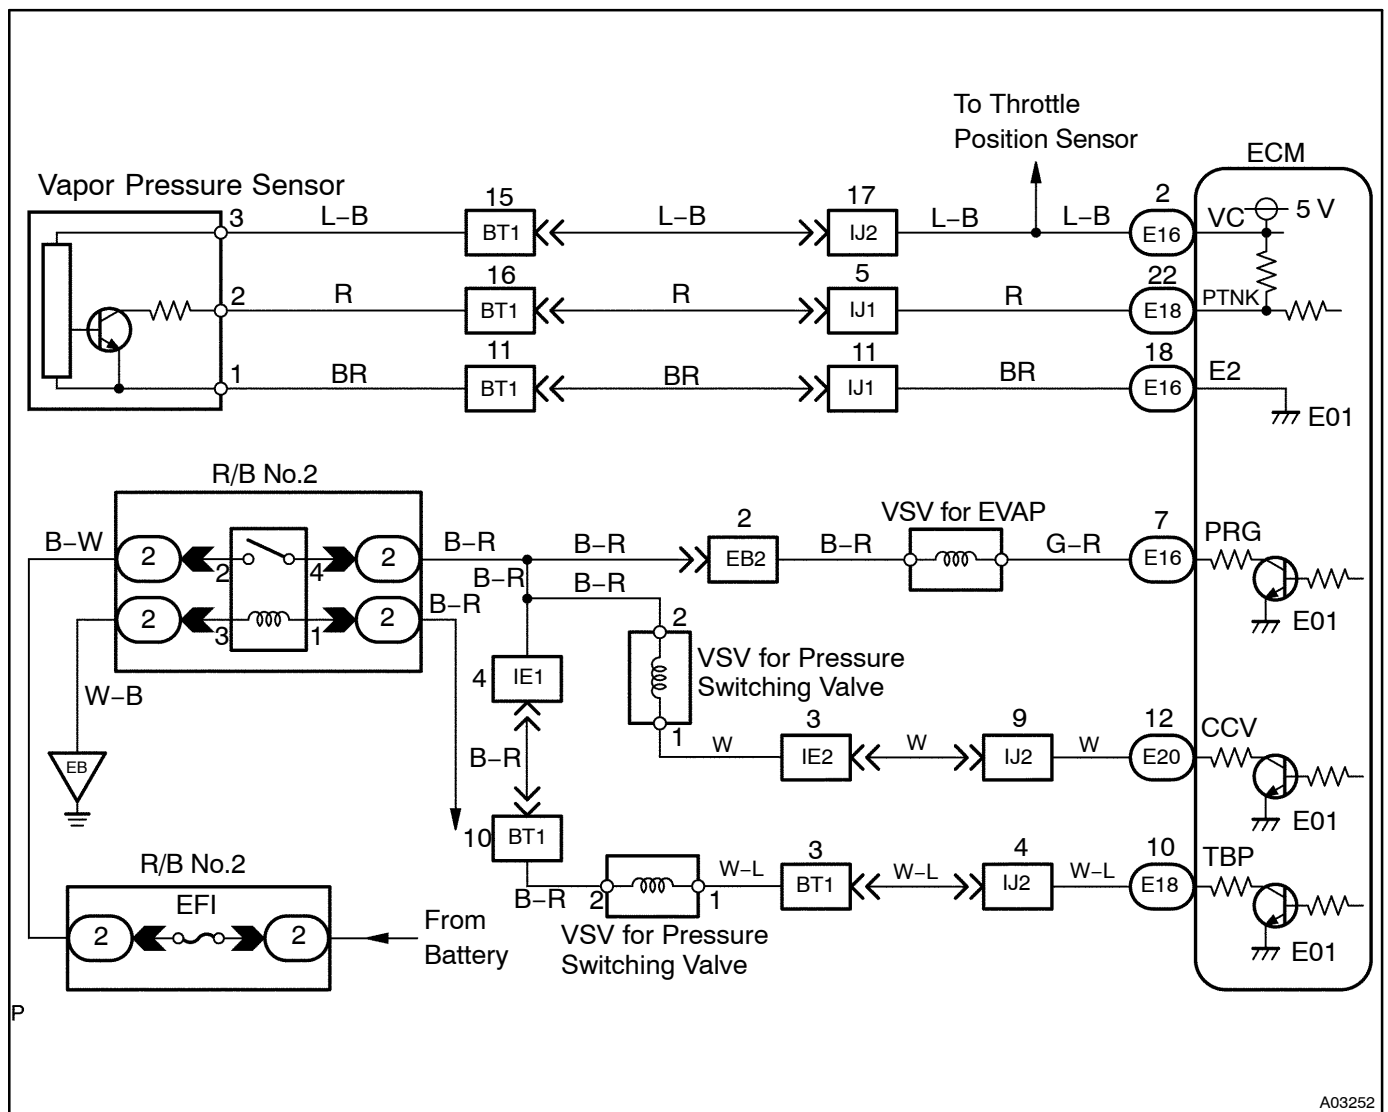 To Throttle
Position Sensor
ECM
Vapor Pressure Sensor
3
L-B
15
BT1
L-B
17
IJ2
L-B
L-B
2
E16
VC
5 V
2
R
16
BT1
R
5
IJ1
R
22
E18
PTNK
1
BR
11
BT1
BR
11
IJ1
BR
18
E16
E2
E01
R/B No.2
B-W
2
2
4
2
B-R
B-R
2
EB2
B-R
VSV for EVAP
G-R
7
E16
PRG
E01
B-R
B-R
2
3
1
2
B-R
W-B
EB
4
IE1
2
VSV for Pressure
Switching Valve
1
W
3
IE2
W
9
IJ2
W
12
E20
CCV
E01
B-R
10
BT1
B-R
2
1
VSV for Pressure
Switching Valve
W-L
3
BT1
W-L
4
IJ2
W-L
10
E18
TBP
E01
R/B No.2
EFI
2
2
From
Battery
P
A03252